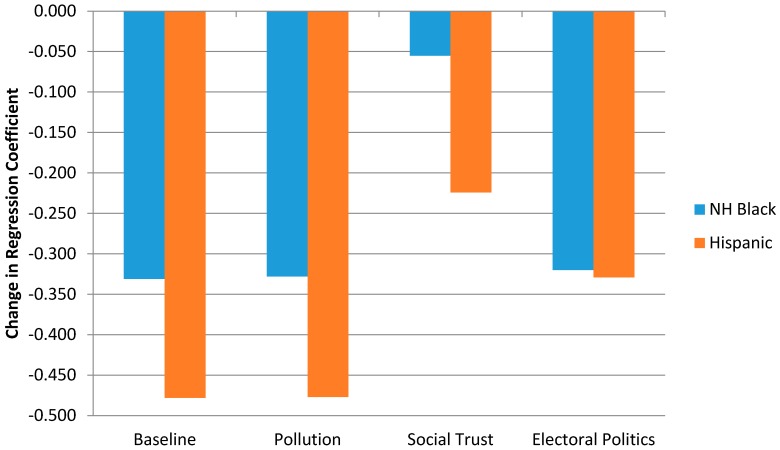 Change in Regression Coefficient
0.000
-0.050
-0.100
-0.150
-0.200
-0.250
-0.300
-0.350
-0.400
-0.450
-0.500
Baseline
Pollution
Social Trust
Electoral Politics
NH Black
Hispanic